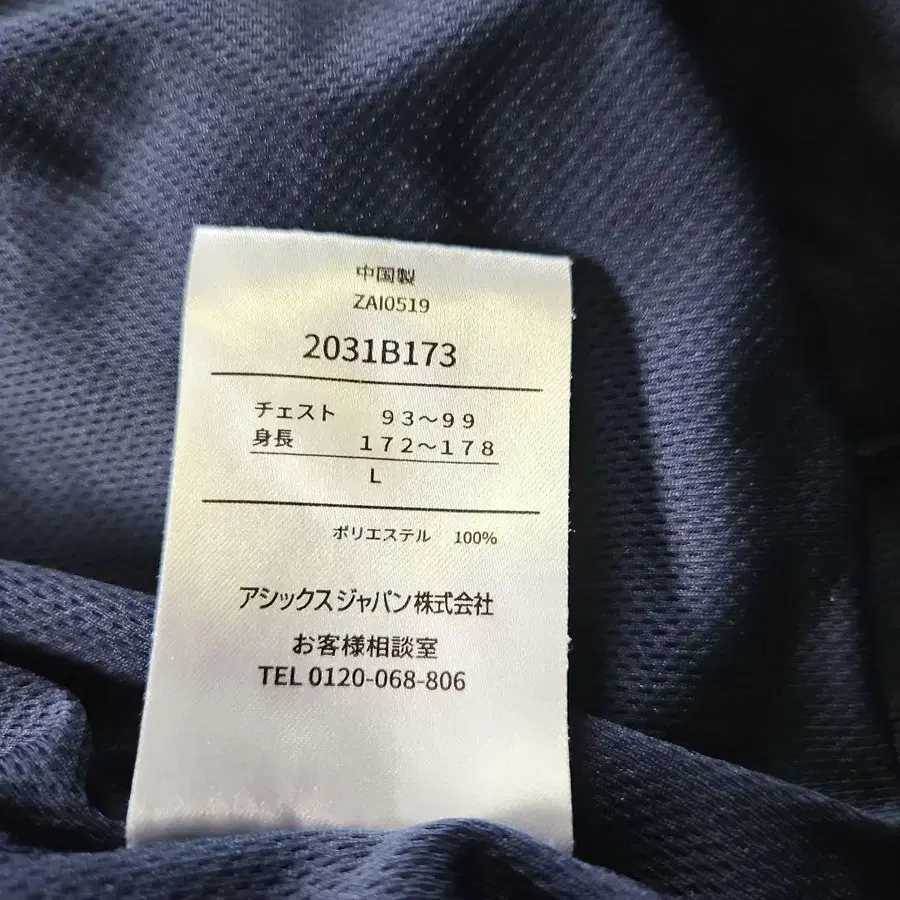 中国製
ZAI0519
2031B173
チェスト 93～99
身長 172～178
L
ポリエステル 100%
アシックスジャパン株式会社
お客様相談室
TEL 0120-068-806